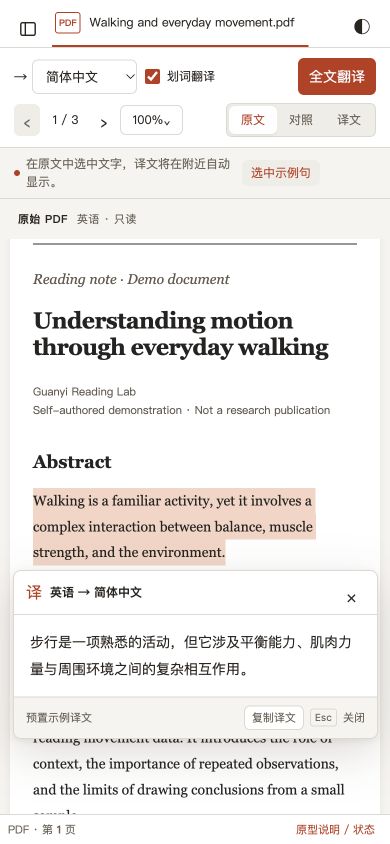 PDF Walking and everyday movement.pdf
→ 简体中文 划词翻译 全文翻译
< 1 / 3 > 100% 原文 对照 译文
在原文中选中文字，译文将在附近自动
显示。
选中示例句
原始 PDF 英语 · 只读
Reading note · Demo document
Understanding motion
through everyday walking
Guanyi Reading Lab
Self-authored demonstration · Not a research publication
Abstract
Walking is a familiar activity, yet it involves a
complex interaction between balance, muscle
strength, and the environment.
译 英语 → 简体中文 ×
步行是一项熟悉的活动，但它涉及平衡能力、肌肉力
量与周围环境之间的复杂相互作用。
预置示例译文 复制译文 Esc 关闭
reading movement data. It introduces the role of
context, the importance of repeated observations,
and the limits of drawing conclusions from a small
PDF · 第 1 页 原型说明 / 状态